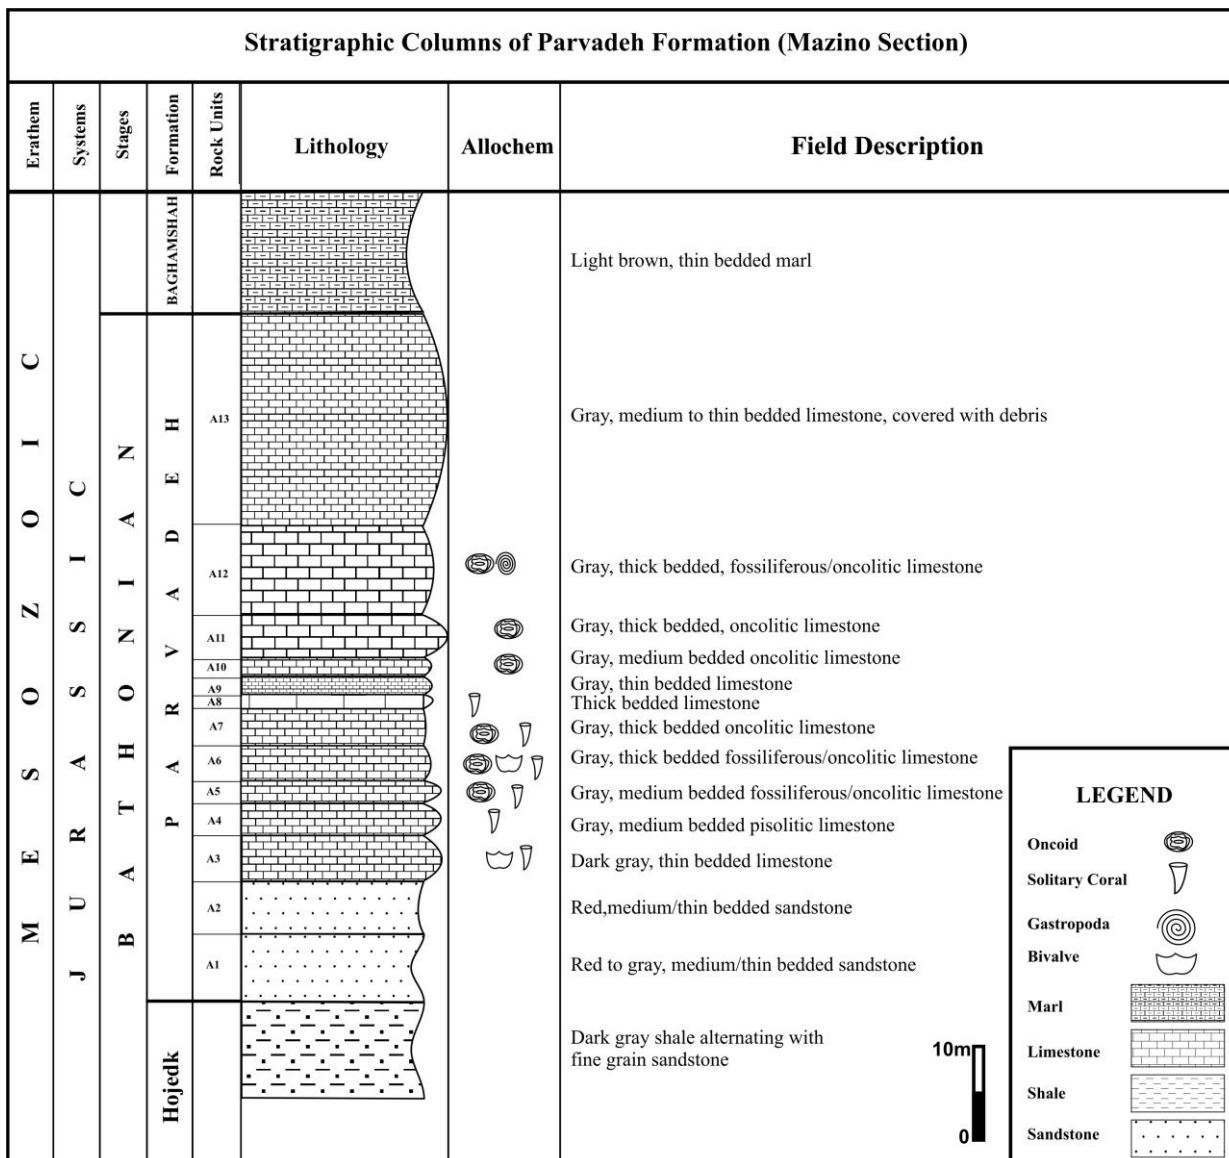 Stratigraphic Columns of Parvadeh Formation (Mazino Section)
Erathem
Systems
Stages
Formation
Rock Units
Lithology
Allochem
Field Description
MESOZOIC
JURASSSIC
BATHONIAN
BAGHAMSHAH
PARVADEH
Hojedk
Light brown, thin bedded marl
A13
Gray, medium to thin bedded limestone, covered with debris
A12
Gray, thick bedded, fossiliferous/oncolitic limestone
A11
Gray, thick bedded, oncolitic limestone
A10
Gray, medium bedded oncolitic limestone
A9
Gray, thin bedded limestone
A8
Thick bedded limestone
A7
Gray, thick bedded oncolitic limestone
A6
Gray, thick bedded fossiliferous/oncolitic limestone
A5
Gray, medium bedded fossiliferous/oncolitic limestone
A4
Gray, medium bedded pisolitic limestone
A3
Dark gray, thin bedded limestone
A2
Red,medium/thin bedded sandstone
A1
Red to gray, medium/thin bedded sandstone
Dark gray shale alternating with
fine grain sandstone
10m
0
LEGEND
Oncoid
Solitary Coral
Gastropoda
Bivalve
Marl
Limestone
Shale
Sandstone